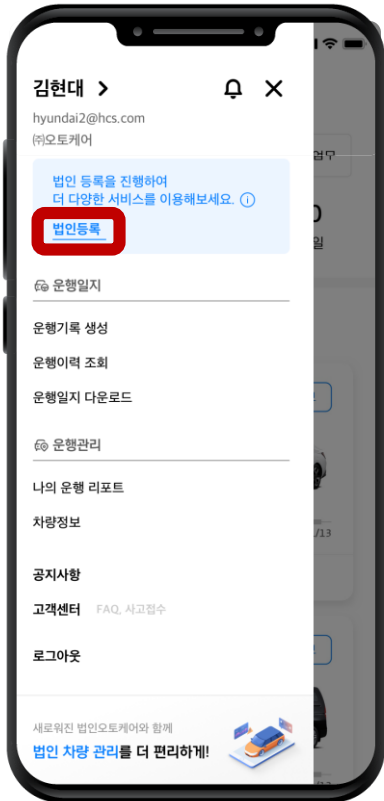 김현대 >
hyundai2@hcs.com
㈜오토케어
법인 등록을 진행하여
더 다양한 서비스를 이용해보세요.
법인등록
운행일지
운행기록 생성
운행이력 조회
운행일지 다운로드
운행관리
나의 운행 리포트
차량정보
공지사항
고객센터 FAQ, 사고접수
로그아웃
새로워진 법인오토케어와 함께
법인 차량 관리를 더 편리하게!
업무
일
/13